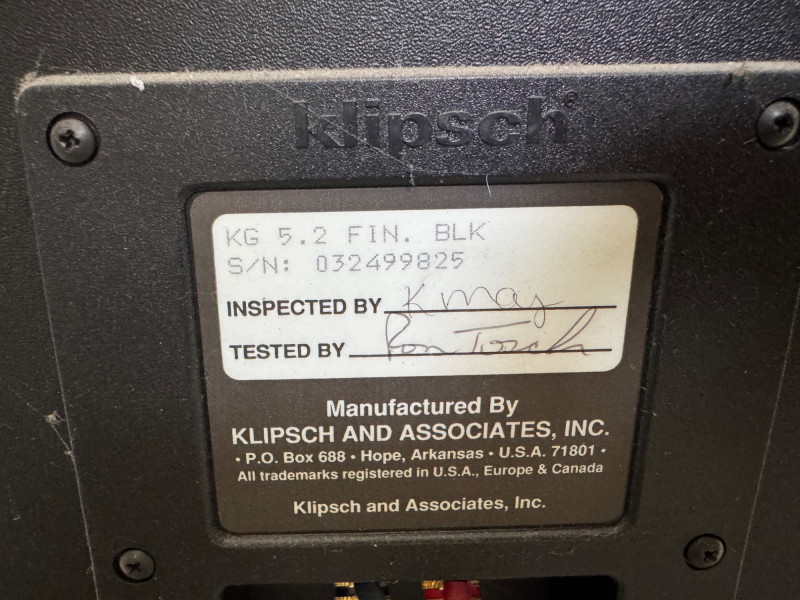 klipsch®
KG 5.2 FIN. BLK
S/N: 032499825
INSPECTED BY K May
TESTED BY Ron
Manufactured By
KLIPSCH AND ASSOCIATES, INC.
• P.O. Box 688 • Hope, Arkansas • U.S.A. 71801 •
All trademarks registered in U.S.A., Europe & Canada
Klipsch and Associates, Inc.